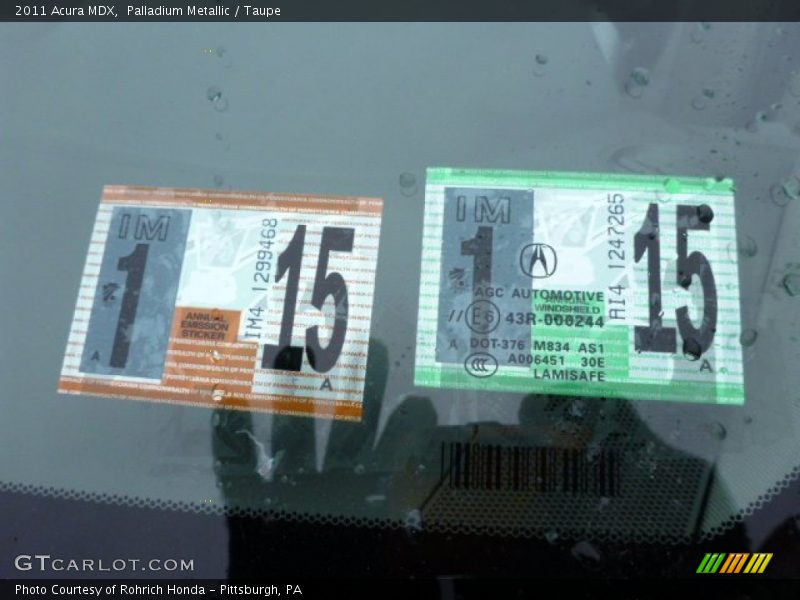 2011 Acura MDX,  Palladium Metallic / Taupe
IM
1
15
IM4 1299468
ANNUAL
EMISSION
STICKER
A
A
IM
1
15
AI4 1247265
AGC AUTOMOTIVE
WINDSHIELD
// E6 43R-000244
A DOT-376 M834 AS1
CCC A006451 30E
LAMISAFE
A
GTCARLOT.COM
Photo Courtesy of Rohrich Honda - Pittsburgh, PA